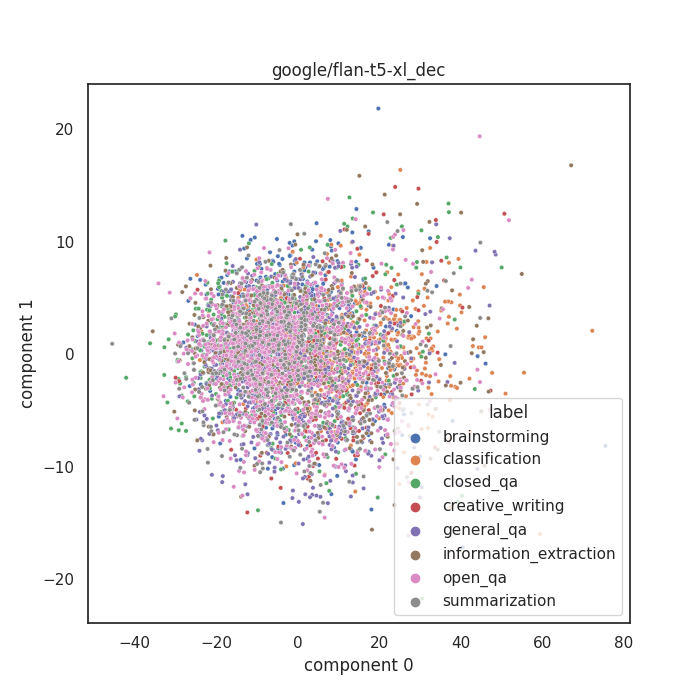 google/flan-t5-xl_dec
20
10
0
−10
−20
component 1
label
brainstorming
classification
closed_qa
creative_writing
general_qa
information_extraction
open_qa
summarization
−40
−20
0
20
40
60
80
component 0